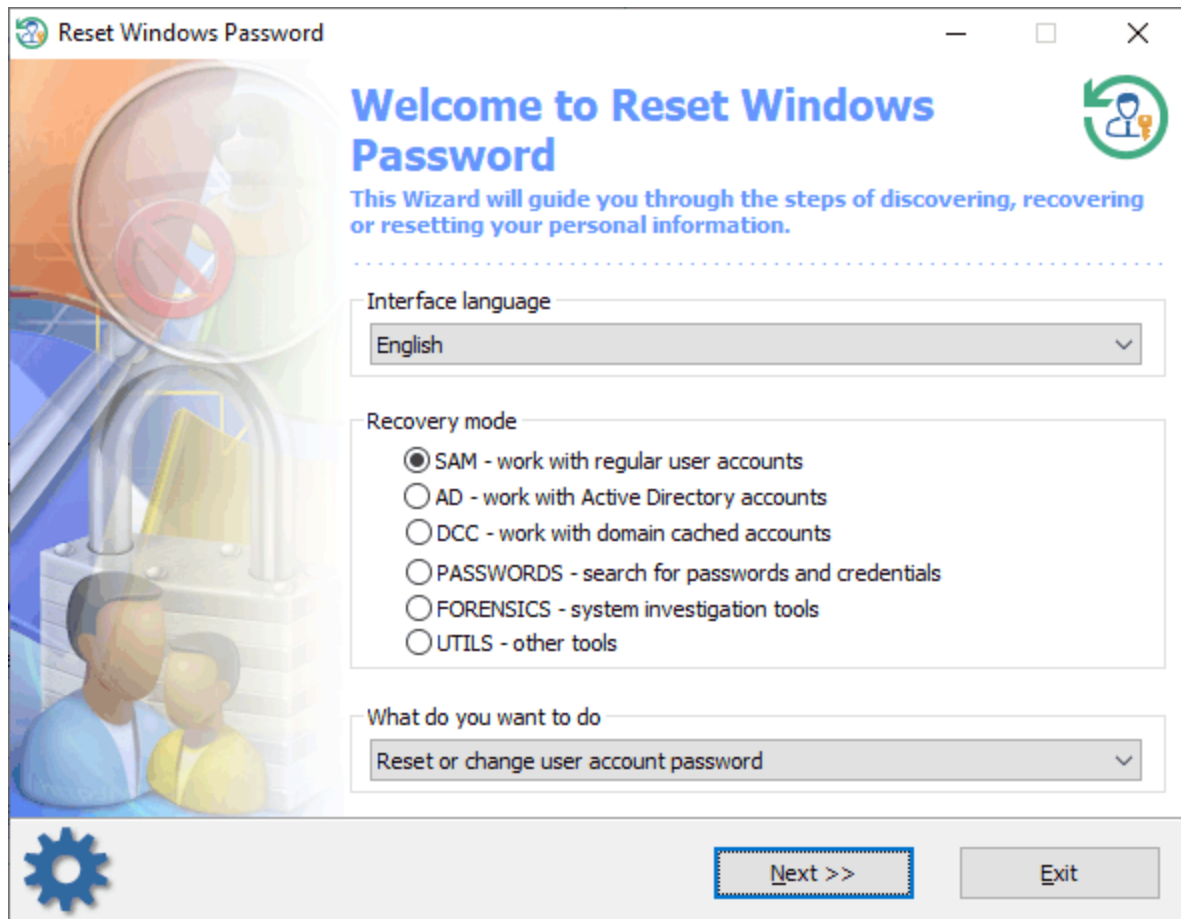 Reset Windows Password
Welcome to Reset Windows
Password
This Wizard will guide you through the steps of discovering, recovering
or resetting your personal information.
Interface language
English
Recovery mode
SAM - work with regular user accounts
AD - work with Active Directory accounts
DCC - work with domain cached accounts
PASSWORDS - search for passwords and credentials
FORENSICS - system investigation tools
UTILS - other tools
What do you want to do
Reset or change user account password
Next >>
Exit